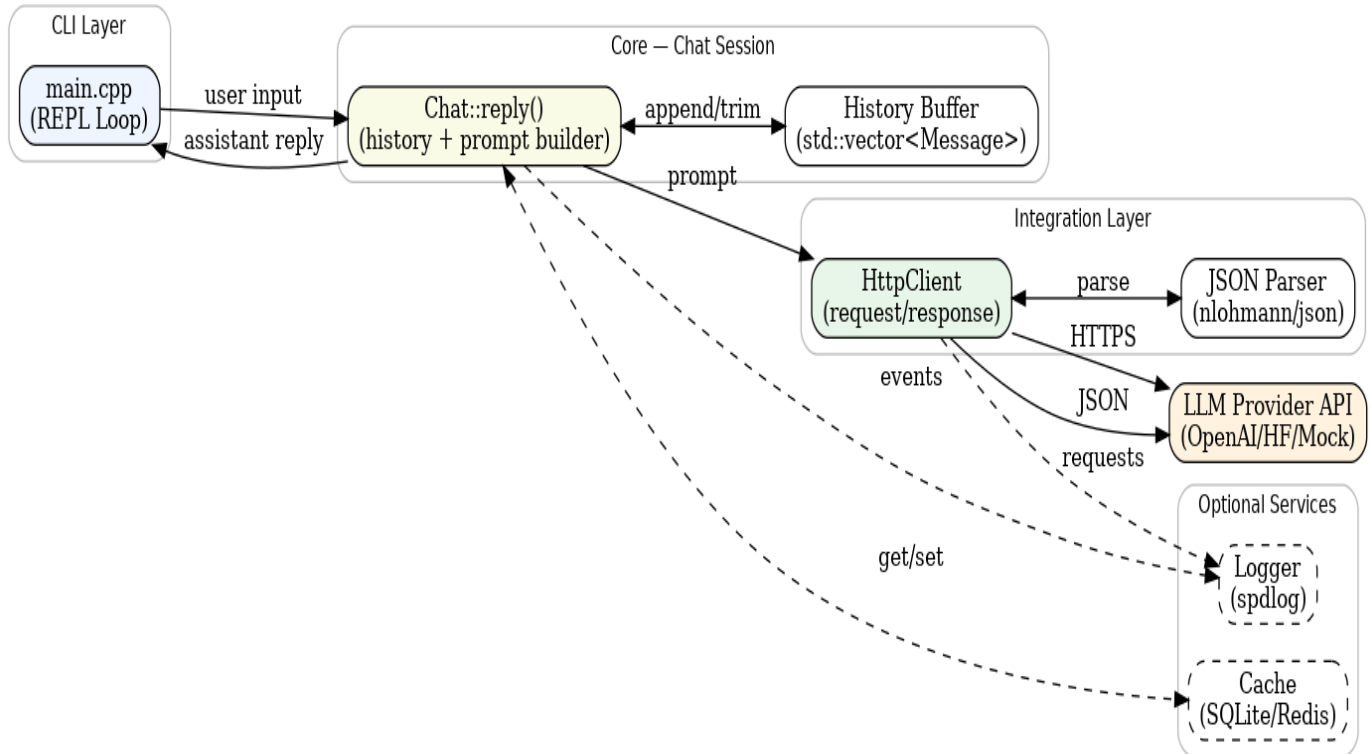 CLI Layer
main.cpp
(REPL Loop)
user input
assistant reply
Core — Chat Session
Chat::reply()
(history + prompt builder)
append/trim
History Buffer
(std::vector<Message>)
prompt
Integration Layer
HttpClient
(request/response)
parse
JSON Parser
(nlohmann/json)
HTTPS
events
JSON
LLM Provider API
(OpenAI/HF/Mock)
requests
Optional Services
get/set
Logger
(spdlog)
Cache
(SQLite/Redis)